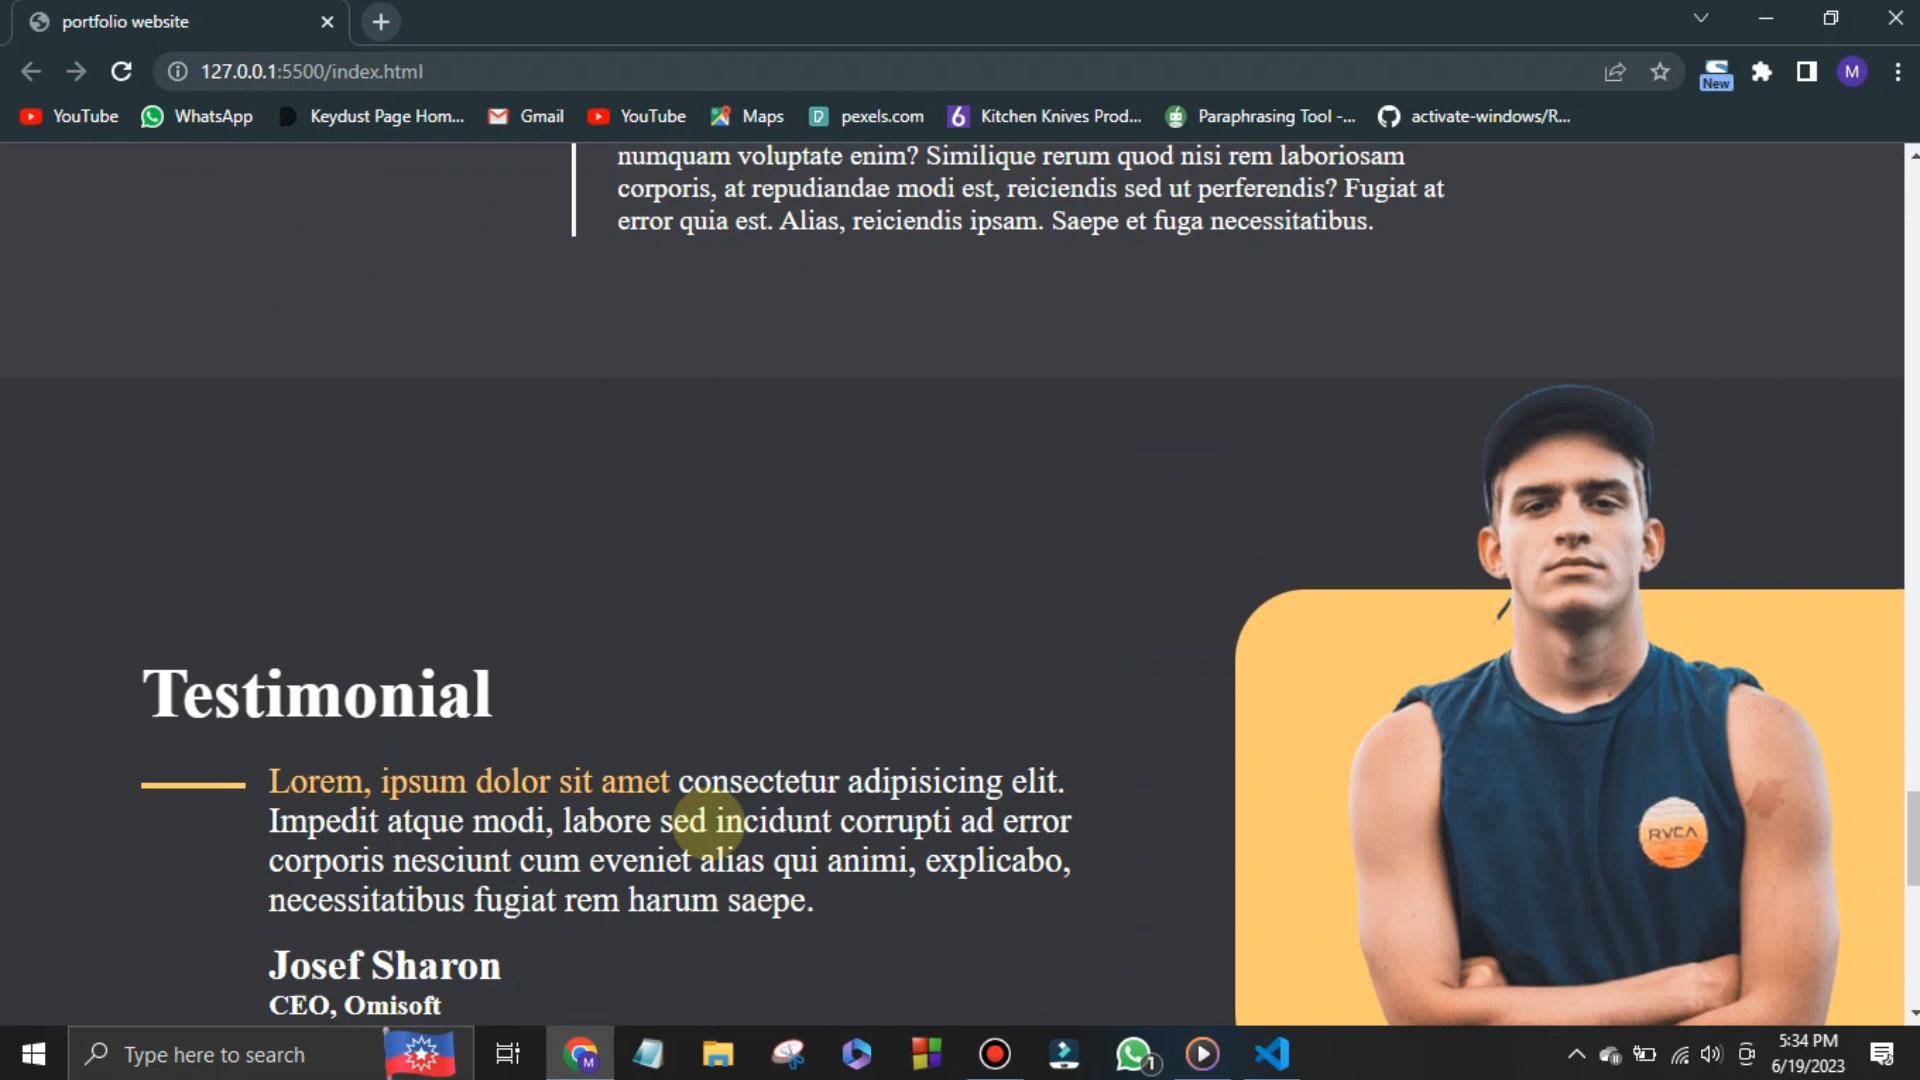 portfolio website
127.0.0.1:5500/index.html
New
M
YouTube
WhatsApp
Keydust Page Hom...
Gmail
YouTube
Maps
pexels.com
Kitchen Knives Prod...
Paraphrasing Tool -...
activate-windows/R...
numquam voluptate enim? Similique rerum quod nisi rem laboriosam
corporis, at repudiandae modi est, reiciendis sed ut perferendis? Fugiat at
error quia est. Alias, reiciendis ipsam. Saepe et fuga necessitatibus.
Testimonial
Lorem, ipsum dolor sit amet consectetur adipisicing elit.
Impedit atque modi, labore sed incidunt corrupti ad error
corporis nesciunt cum eveniet alias qui animi, explicabo,
necessitatibus fugiat rem harum saepe.
RVCA
Josef Sharon
CEO, Omisoft
Type here to search
M
1
5:34 PM
6/19/2023